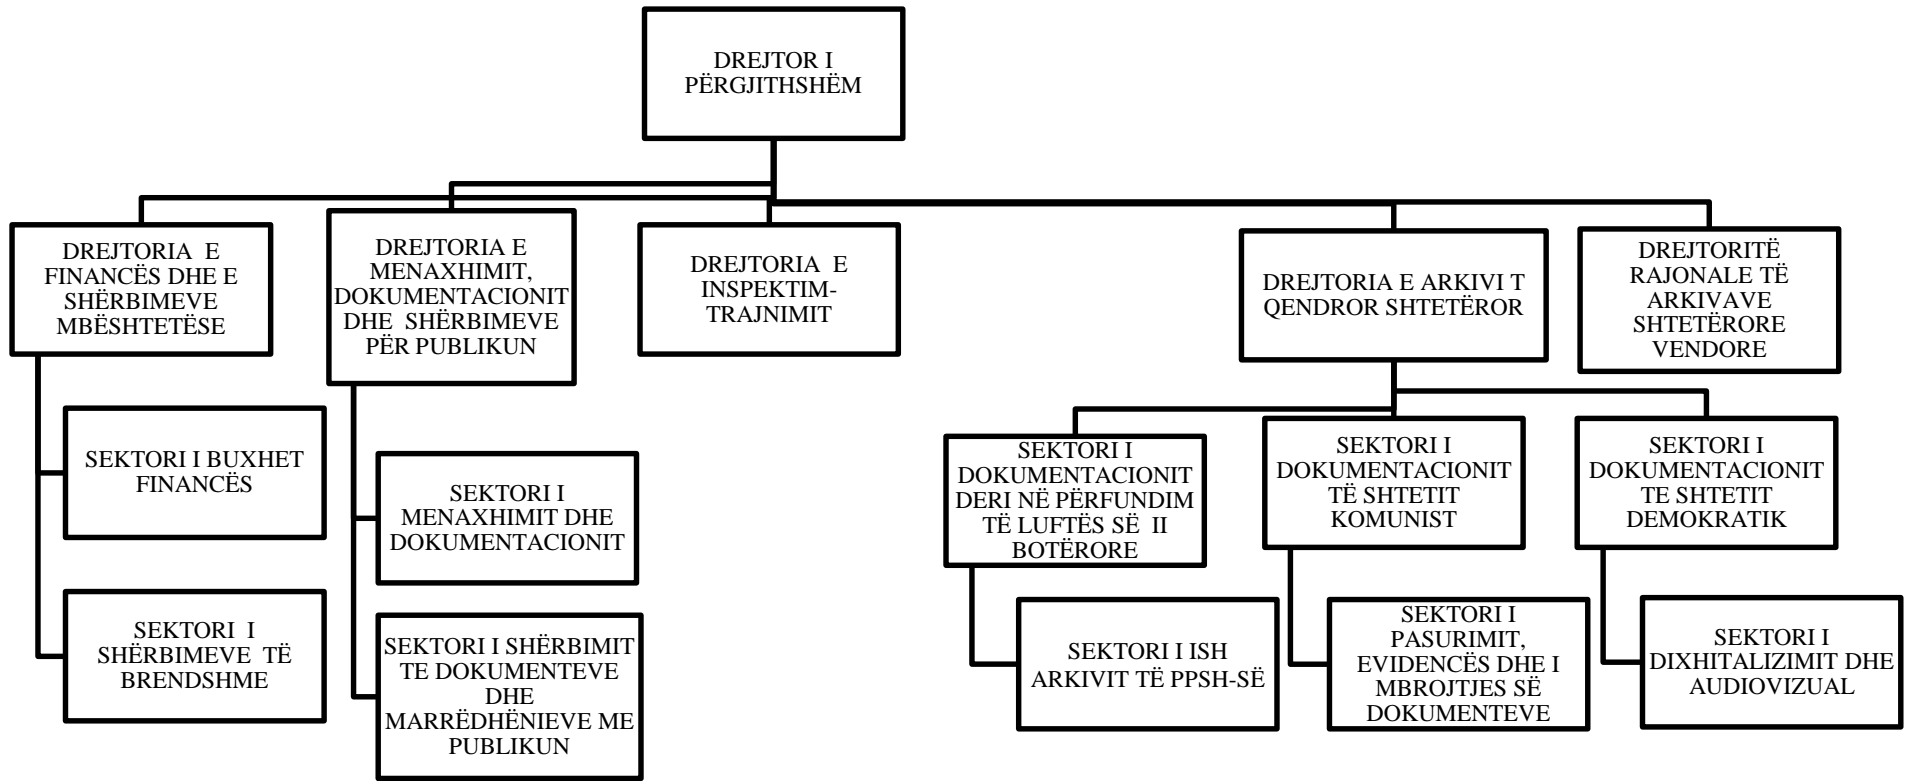 DREJTOR I
PËRGJITHSHËM
DREJTORIA E
FINANCËS DHE E
SHËRBIMEVE
MBËSHTETËSE
DREJTORIA E
MENAXHIMIT,
DOKUMENTACIONIT
DHE SHËRBIMEVE
PËR PUBLIKUN
DREJTORIA E
INSPEKTIM-
TRAJNIMIT
DREJTORIA E ARKIVI T
QENDROR SHTETËROR
DREJTORITË
RAJONALE TË
ARKIVAVE
SHTETËRORE
VENDORE
SEKTORI I BUXHET
FINANCËS
SEKTORI I
SHËRBIMEVE TË
BRENDSHME
SEKTORI I
MENAXHIMIT DHE
DOKUMENTACIONIT
SEKTORI I SHËRBIMIT
TE DOKUMENTEVE
DHE
MARRËDHËNIEVE ME
PUBLIKUN
SEKTORI I
DOKUMENTACIONIT
DERI NË PËRFUNDIM
TË LUFTËS SË II
BOTËRORE
SEKTORI I ISH
ARKIVIT TË PPSH-SË
SEKTORI I
DOKUMENTACIONIT
TË SHTETIT
KOMUNIST
SEKTORI I
PASURIMIT,
EVIDENCËS DHE I
MBROJTJES SË
DOKUMENTEVE
SEKTORI I
DOKUMENTACIONIT
TE SHTETIT
DEMOKRATIK
SEKTORI I
DIXHITALIZIMIT DHE
AUDIOVIZUAL